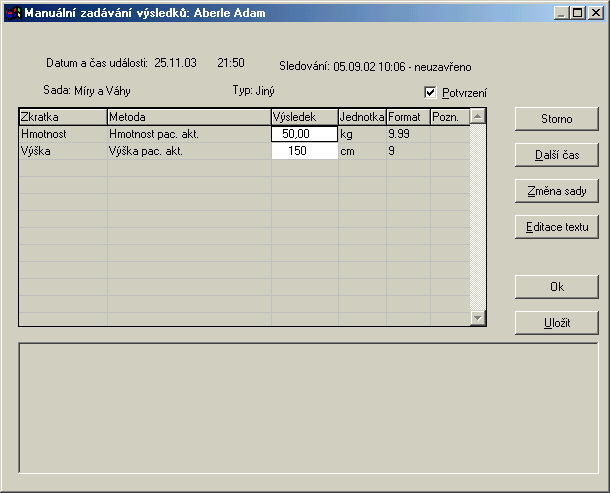 Manuální zadávání výsledků: Aberle Adam
Datum a čas události: 25.11.03 21:50 Sledování: 05.09.02 10:06 - neuzavřeno
Sada: Míry a Váhy Typ: Jiný Potvrzení
Zkratka Metoda Výsledek Jednotka Format Pozn.
Hmotnost Hmotnost pac. akt. 50,00 kg 9.99
Výška Výška pac. akt. 150 cm 9
Storno
Další čas
Změna sady
Editace textu
Ok
Uložit